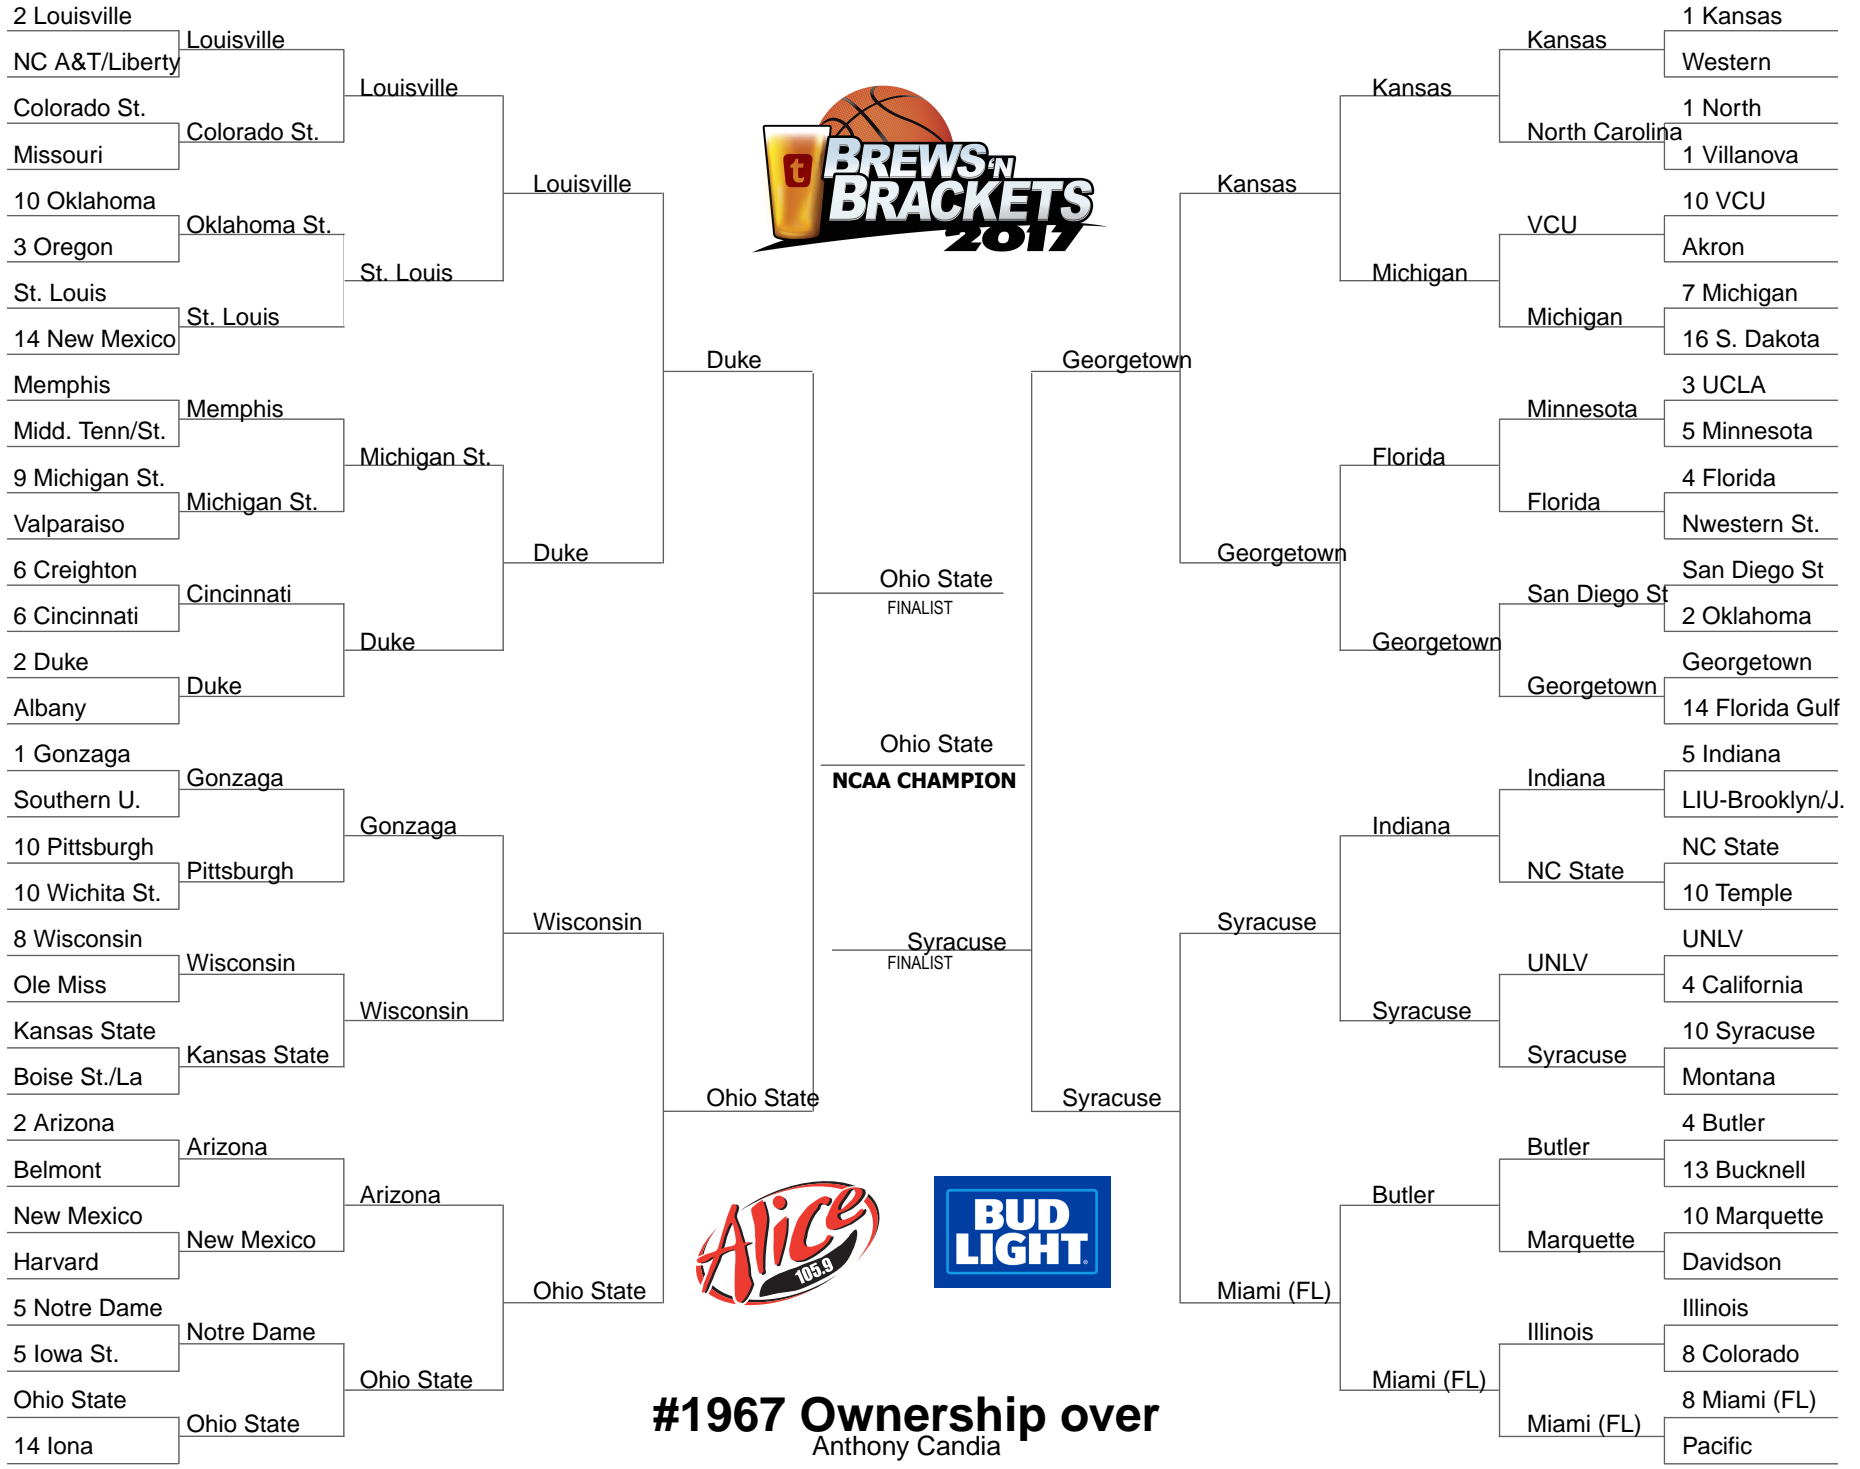 2 Louisville
NC A&T/Liberty
Colorado St.
Missouri
10 Oklahoma
3 Oregon
St. Louis
14 New Mexico
Memphis
Midd. Tenn/St.
9 Michigan St.
Valparaiso
6 Creighton
6 Cincinnati
2 Duke
Albany
1 Gonzaga
Southern U.
10 Pittsburgh
10 Wichita St.
8 Wisconsin
Ole Miss
Kansas State
Boise St./La
2 Arizona
Belmont
New Mexico
Harvard
5 Notre Dame
5 Iowa St.
Ohio State
14 Iona
Louisville
Colorado St.
Oklahoma St.
St. Louis
Memphis
Michigan St.
Cincinnati
Duke
Gonzaga
Pittsburgh
Wisconsin
Kansas State
Arizona
New Mexico
Notre Dame
Ohio State
Louisville
St. Louis
Michigan St.
Duke
Gonzaga
Wisconsin
Arizona
Ohio State
Louisville
Duke
Wisconsin
Ohio State
Duke
Ohio State
t
BREWS 'N
BRACKETS
2017
Ohio State
FINALIST
Ohio State
NCAA CHAMPION
Syracuse
FINALIST
Alice
105.9
BUD
LIGHT
#1967 Ownership over
Anthony Candia
Georgetown
Syracuse
Kansas
Georgetown
Syracuse
Miami (FL)
Kansas
Michigan
Florida
Georgetown
Indiana
Syracuse
Butler
Miami (FL)
Kansas
North Carolina
VCU
Michigan
Minnesota
Florida
San Diego St
Georgetown
Indiana
NC State
UNLV
Syracuse
Butler
Marquette
Illinois
Miami (FL)
1 Kansas
Western
1 North
1 Villanova
10 VCU
Akron
7 Michigan
16 S. Dakota
3 UCLA
5 Minnesota
4 Florida
Nwestern St.
San Diego St
2 Oklahoma
Georgetown
14 Florida Gulf
5 Indiana
LIU-Brooklyn/J.
NC State
10 Temple
UNLV
4 California
10 Syracuse
Montana
4 Butler
13 Bucknell
10 Marquette
Davidson
Illinois
8 Colorado
8 Miami (FL)
Pacific